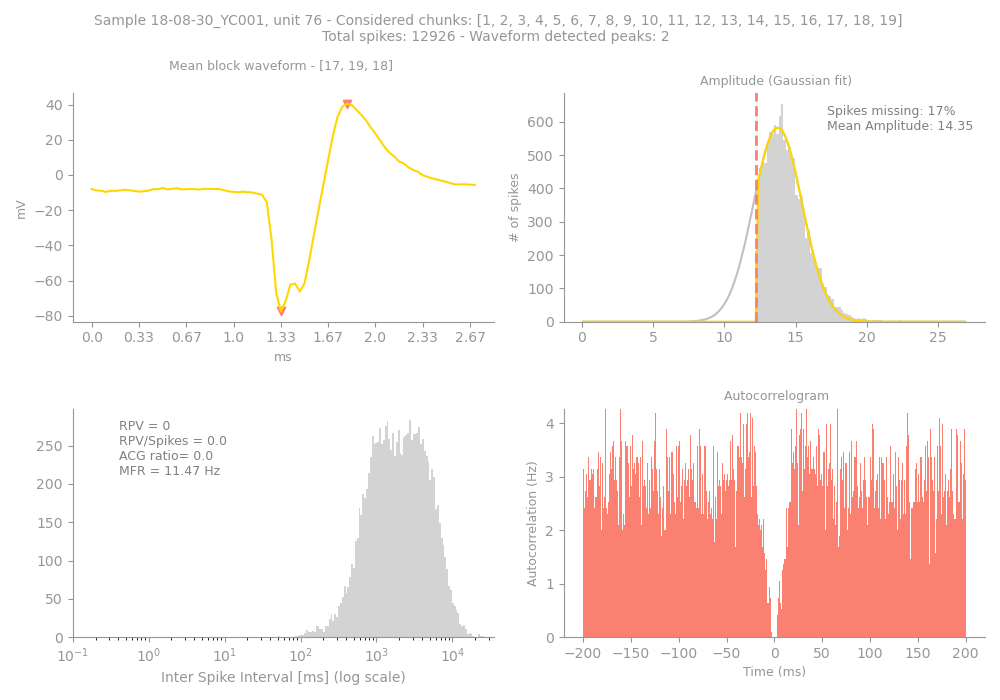 Sample 18-08-30_YC001, unit 76 - Considered chunks: [1, 2, 3, 4, 5, 6, 7, 8, 9, 10, 11, 12, 13, 14, 15, 16, 17, 18, 19]
Total spikes: 12926 - Waveform detected peaks: 2
Mean block waveform - [17, 19, 18]
40
20
0
−20
−40
−60
−80
mV
0.0 0.33 0.67 1.0 1.33 1.67 2.0 2.33 2.67
ms
Amplitude (Gaussian fit)
Spikes missing: 17%
Mean Amplitude: 14.35
600
500
400
300
200
100
0
# of spikes
0 5 10 15 20 25
RPV = 0
RPV/Spikes = 0.0
ACG ratio= 0.0
MFR = 11.47 Hz
250
200
150
100
50
0
10⁻¹ 10⁰ 10¹ 10² 10³ 10⁴
Inter Spike Interval [ms] (log scale)
Autocorrelogram
4
3
2
1
0
Autocorrelation (Hz)
−200 −150 −100 −50 0 50 100 150 200
Time (ms)